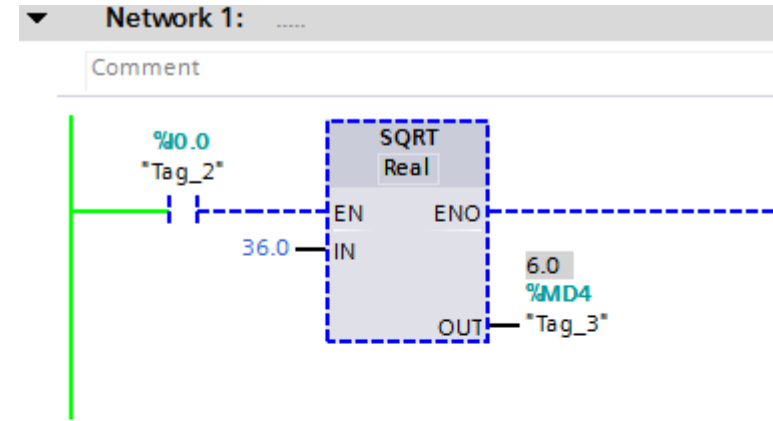 Network 1: .....
Comment
%I0.0
"Tag_2"
SQRT
Real
EN ENO
36.0 IN
6.0
%MD4
OUT "Tag_3"